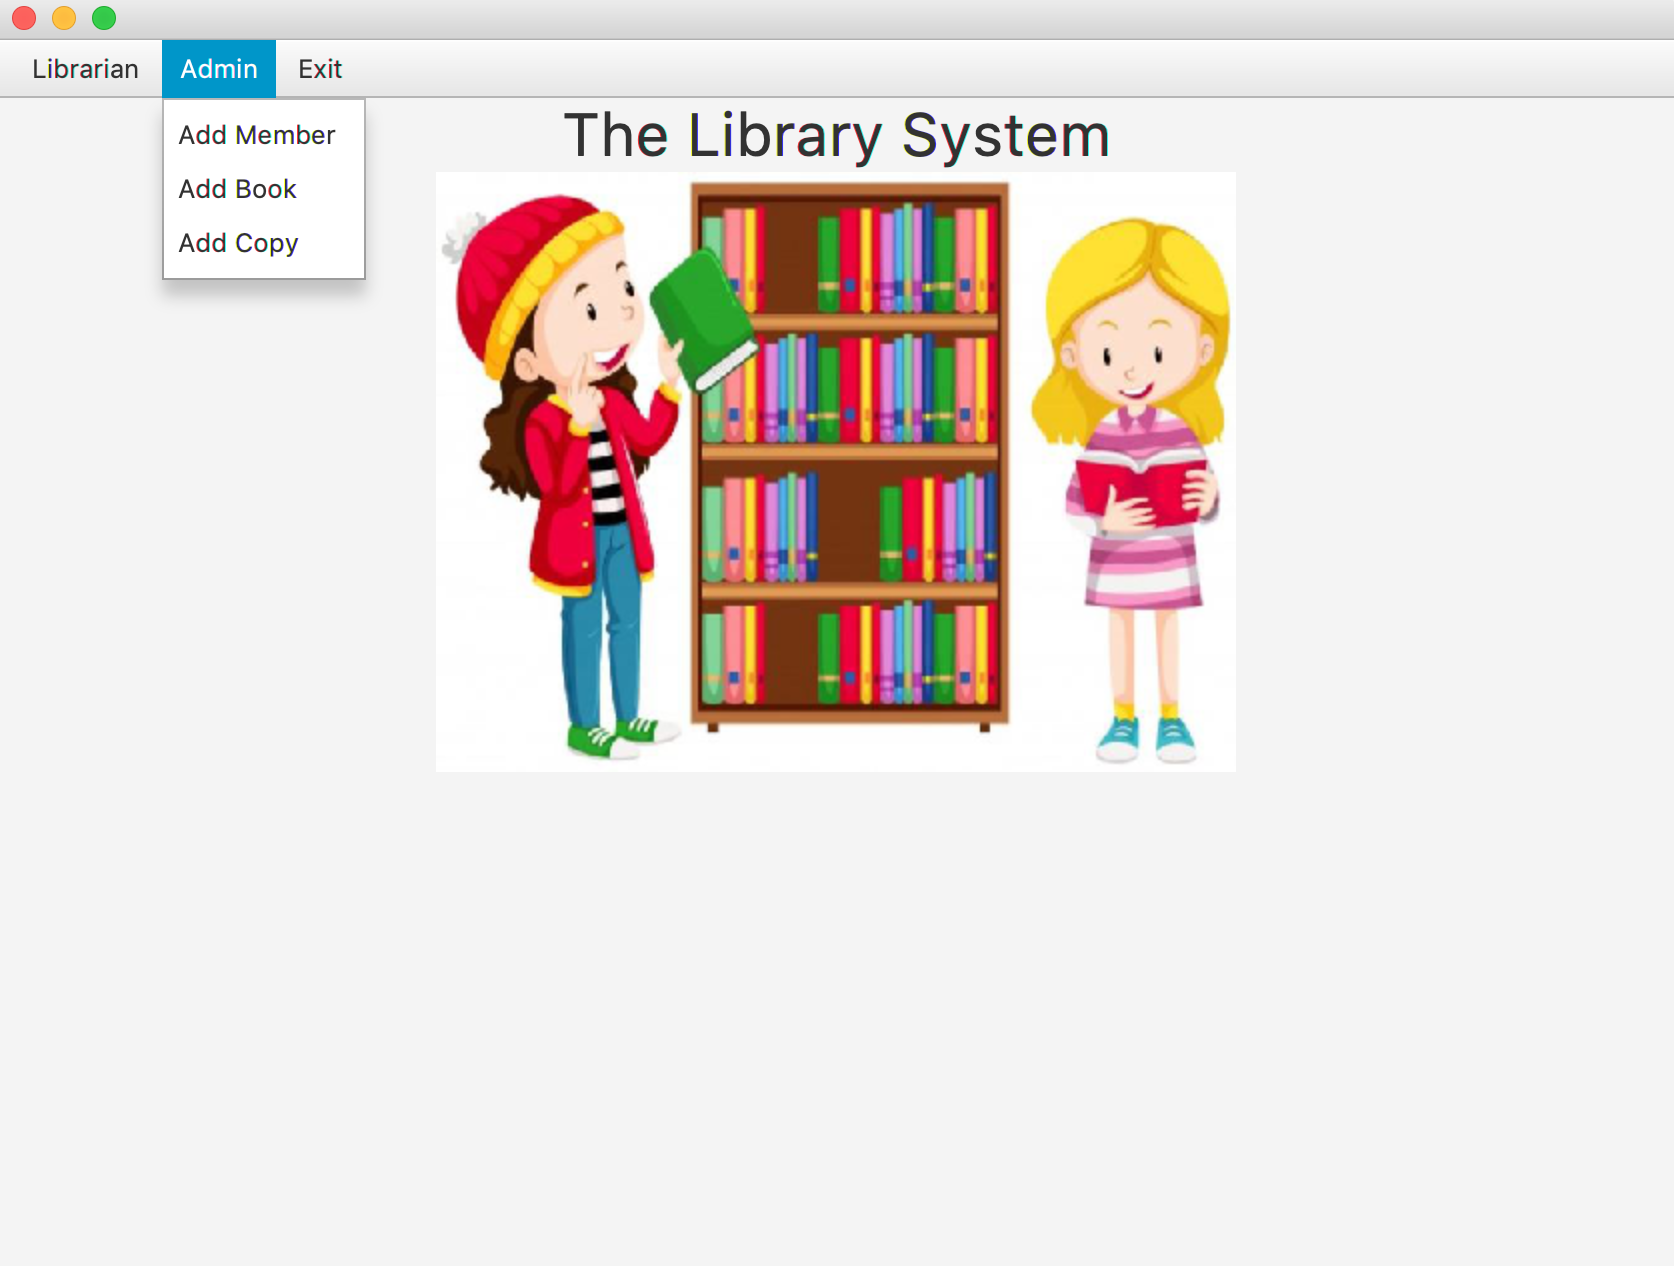 Librarian Admin Exit
Add Member
Add Book
Add Copy
The Library System